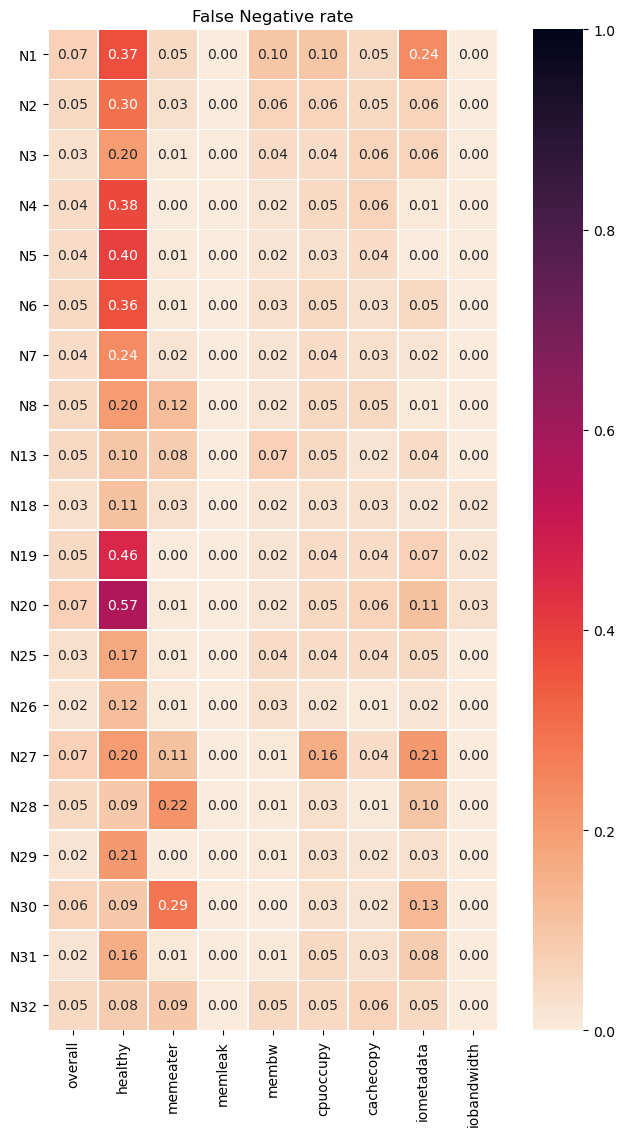 False Negative rate
N1 0.07 0.37 0.05 0.00 0.10 0.10 0.05 0.24 0.00
N2 0.05 0.30 0.03 0.00 0.06 0.06 0.05 0.06 0.00
N3 0.03 0.20 0.01 0.00 0.04 0.04 0.06 0.06 0.00
N4 0.04 0.38 0.00 0.00 0.02 0.05 0.06 0.01 0.00
N5 0.04 0.40 0.01 0.00 0.02 0.03 0.04 0.00 0.00
N6 0.05 0.36 0.01 0.00 0.03 0.05 0.03 0.05 0.00
N7 0.04 0.24 0.02 0.00 0.02 0.04 0.03 0.02 0.00
N8 0.05 0.20 0.12 0.00 0.02 0.05 0.05 0.01 0.00
N13 0.05 0.10 0.08 0.00 0.07 0.05 0.02 0.04 0.00
N18 0.03 0.11 0.03 0.00 0.02 0.03 0.03 0.02 0.02
N19 0.05 0.46 0.00 0.00 0.02 0.04 0.04 0.07 0.02
N20 0.07 0.57 0.01 0.00 0.02 0.05 0.06 0.11 0.03
N25 0.03 0.17 0.01 0.00 0.04 0.04 0.04 0.05 0.00
N26 0.02 0.12 0.01 0.00 0.03 0.02 0.01 0.02 0.00
N27 0.07 0.20 0.11 0.00 0.01 0.16 0.04 0.21 0.00
N28 0.05 0.09 0.22 0.00 0.01 0.03 0.01 0.10 0.00
N29 0.02 0.21 0.00 0.00 0.01 0.03 0.02 0.03 0.00
N30 0.06 0.09 0.29 0.00 0.00 0.03 0.02 0.13 0.00
N31 0.02 0.16 0.01 0.00 0.01 0.05 0.03 0.08 0.00
N32 0.05 0.08 0.09 0.00 0.05 0.05 0.06 0.05 0.00
overall
healthy
memeater
memleak
membw
cpuoccupy
cachecopy
iometadata
iobandwidth
1.0
0.8
0.6
0.4
0.2
0.0